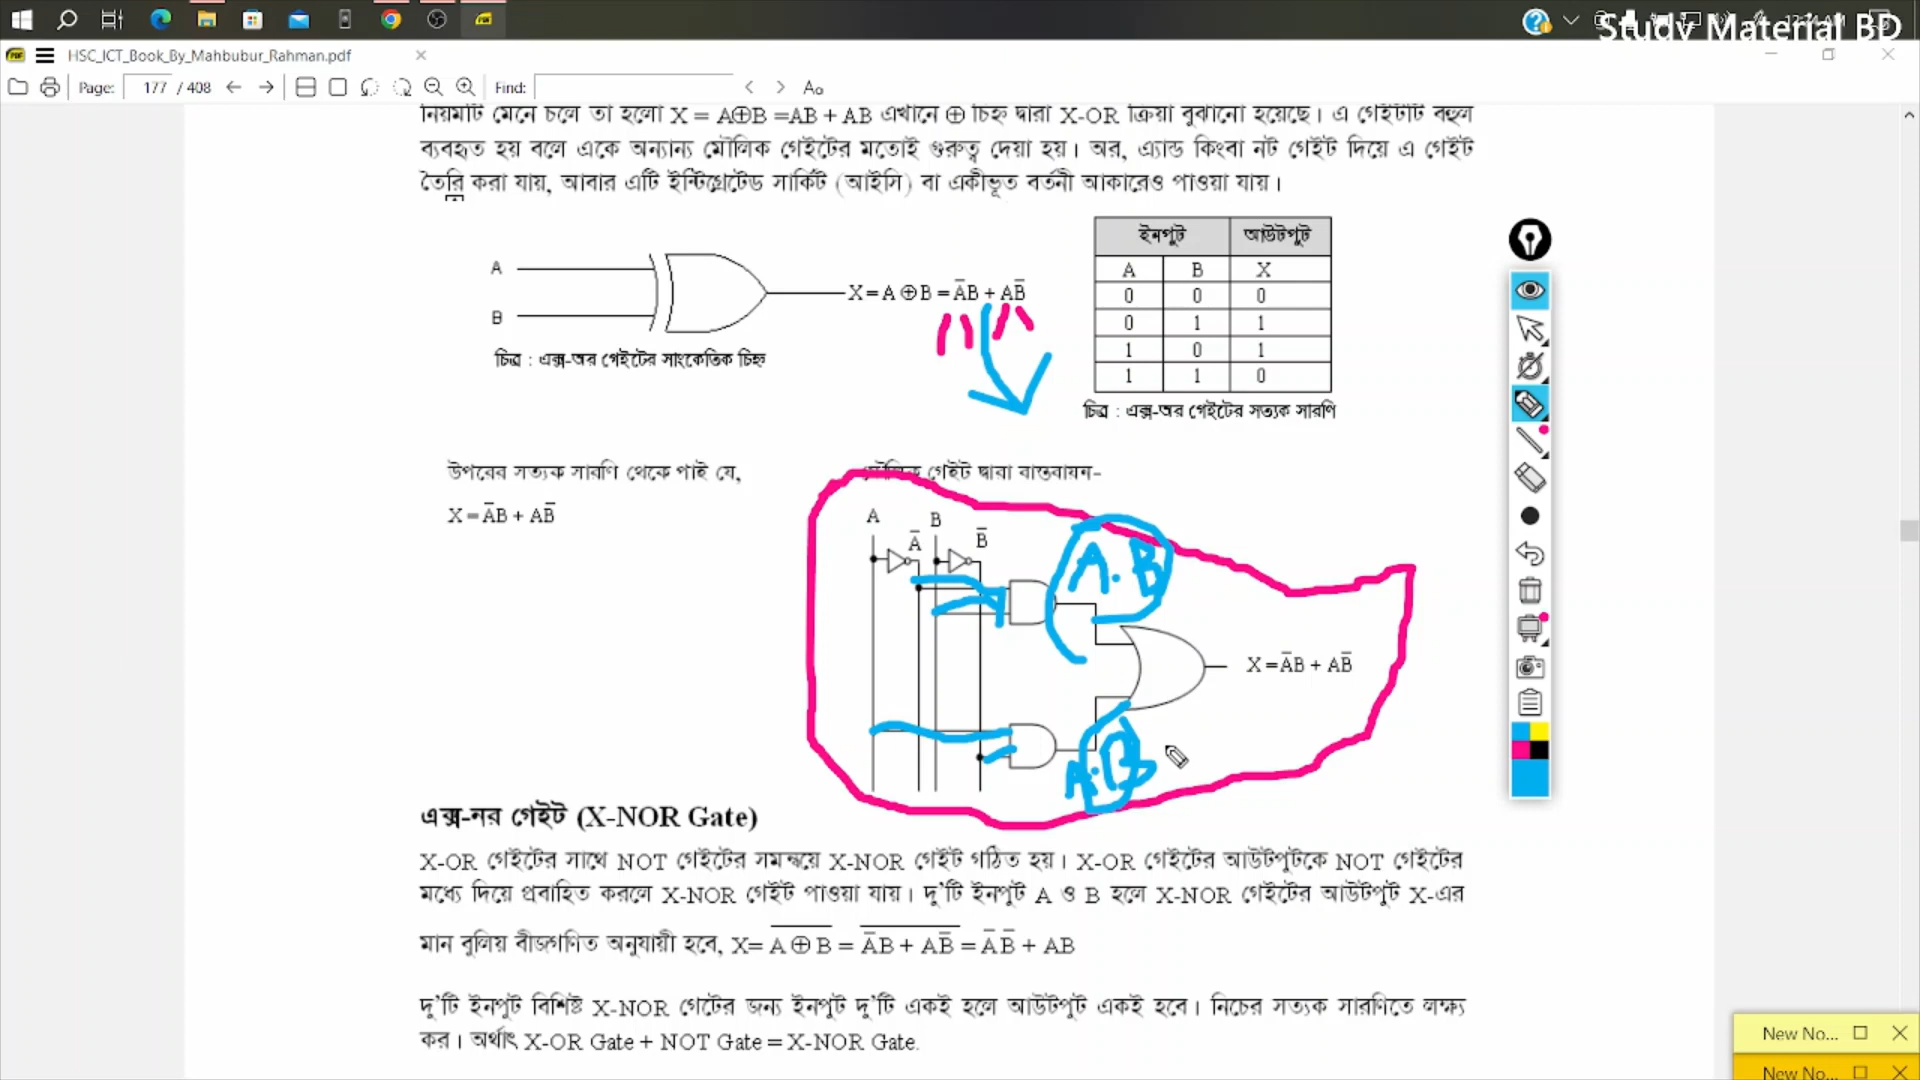 Study Material BD
HSC_ICT_Book_By_Mahbubur_Rahman.pdf
Page: 177 / 408 Find: Aa
নিয়মটি মেনে চলে তা হলো X = A⊕B =AB + AB এখানে ⊕ চিহ্ন দ্বারা X-OR ক্রিয়া বুঝানো হয়েছে। এ গেইটটি বহুল
ব্যবহৃত হয় বলে একে অন্যান্য মৌলিক গেইটের মতোই গুরুত্ব দেয়া হয়। অর, এ্যান্ড কিংবা নট গেইট দিয়ে এ গেইট
তৈরি করা যায়, আবার এটি ইন্টিগ্রেটেড সার্কিট (আইসি) বা একীভূত বর্তনী আকারেও পাওয়া যায়।
A
B
X = A ⊕ B = A̅B + AB̅
চিত্র : এক্স-অর গেইটের সাংকেতিক চিহ্ন
ইনপুট আউটপুট
A B X
0 0 0
0 1 1
1 0 1
1 1 0
চিত্র : এক্স-অর গেইটের সত্যক সারণি
উপরের সত্যক সারণি থেকে পাই যে,
X = A̅B + AB̅
মৌলিক গেইট দ্বারা বাস্তবায়ন-
A A̅ B B̅
A.B
X = A̅B + AB̅
A.B
এক্স-নর গেইট (X-NOR Gate)
X-OR গেইটের সাথে NOT গেইটের সমন্বয়ে X-NOR গেইট গঠিত হয়। X-OR গেইটের আউটপুটকে NOT গেইটের
মধ্যে দিয়ে প্রবাহিত করলে X-NOR গেইট পাওয়া যায়। দু'টি ইনপুট A ও B হলে X-NOR গেইটের আউটপুট X-এর
মান বুলিয় বীজগণিত অনুযায়ী হবে, X= \overline{A ⊕ B} = \overline{A̅B + AB̅} = A̅ B̅ + AB
দু'টি ইনপুট বিশিষ্ট X-NOR গেটের জন্য ইনপুট দু'টি একই হলে আউটপুট একই হবে। নিচের সত্যক সারণিতে লক্ষ্য
কর। অর্থাৎ X-OR Gate + NOT Gate = X-NOR Gate.
New No...
New No...